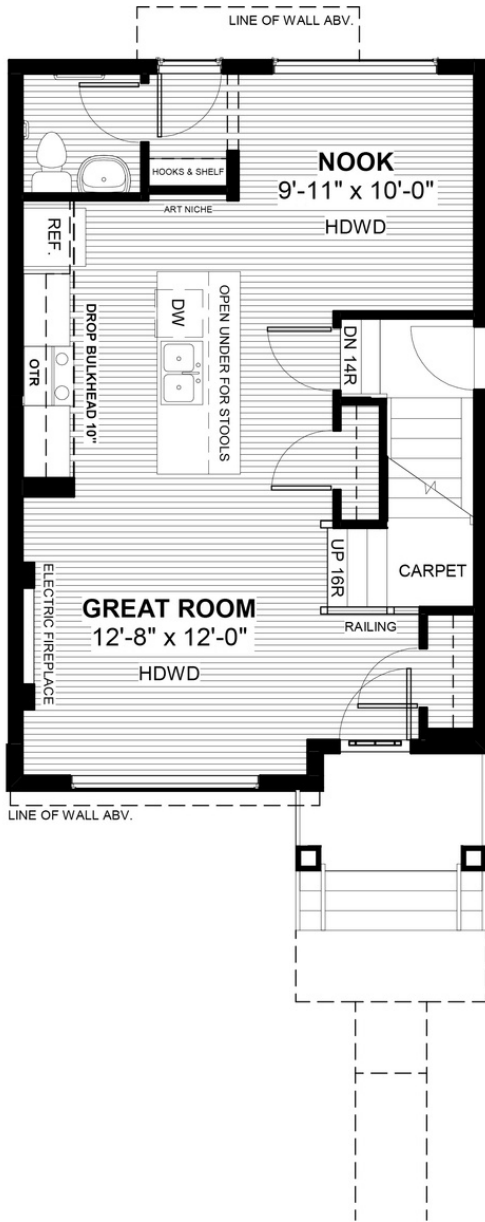 LINE OF WALL ABV.
HOOKS & SHELF
NOOK
9'-11" x 10'-0"
HDWD
ART NICHE
REF.
DW
OPEN UNDER FOR STOOLS
DROP BULKHEAD 10"
OTR
DN 14R
UP 16R
CARPET
ELECTRIC FIREPLACE
GREAT ROOM
12'-8" x 12'-0"
HDWD
RAILING
LINE OF WALL ABV.